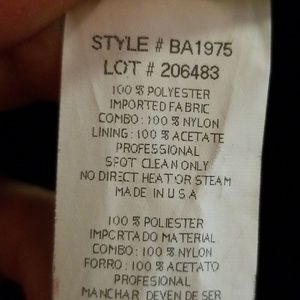 STYLE # BA1975
LOT # 206483
100 % POLYESTER
IMPORTED FABRIC
COMBO: 100 % NYLON
LINING: 100 % ACETATE
PROFESSIONAL
SPOT CLEAN ONLY
NO DIRECT HEAT OR STEAM
MADE IN U S A
100 % POLIESTER
IMPORTADO MATERIAL
COMBO: 100 % NYLON
FORRO: 100 % ACETATO
PROFESIONAL
MANCHAR DEVEN DE SER